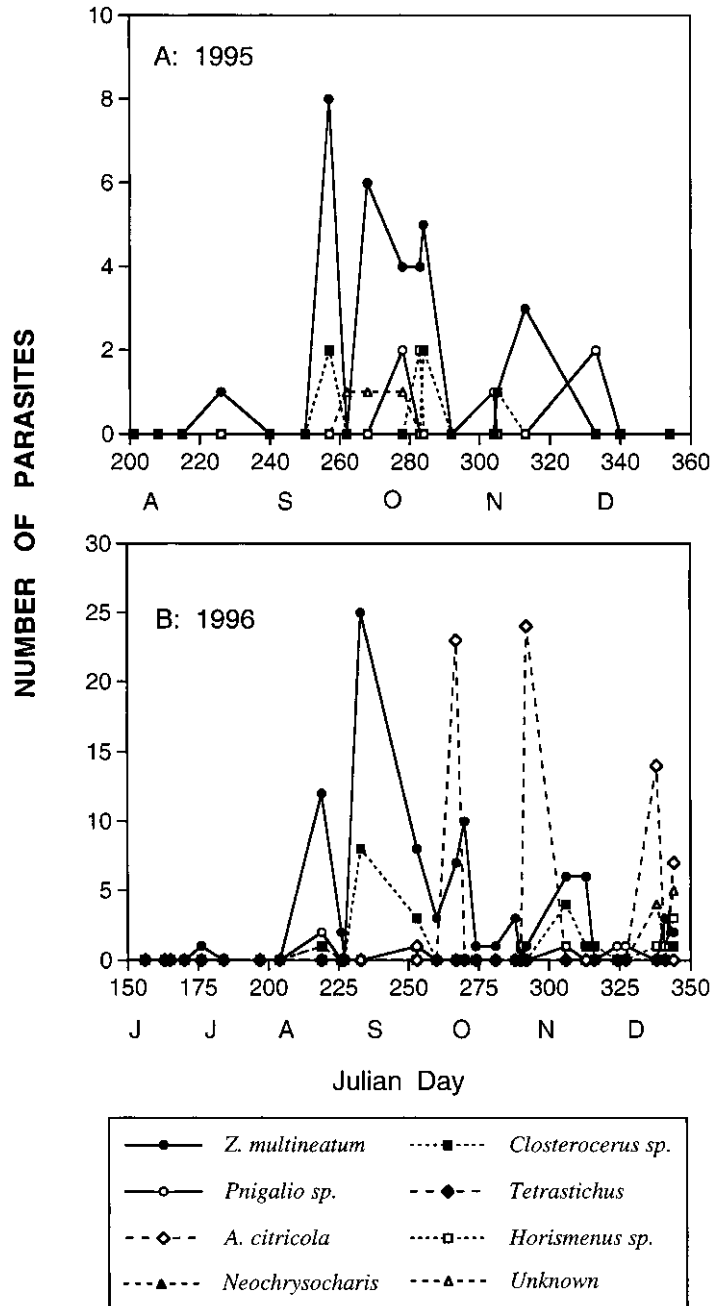 NUMBER OF PARASITES
A: 1995
10
8
6
4
2
0
200 220 240 260 280 300 320 340 360
A S O N D
B: 1996
30
25
20
15
10
5
0
150 175 200 225 250 275 300 325 350
J J A S O N D
Julian Day
Z. multineatum
Closterocerus sp.
Pnigalio sp.
Tetrastichus
A. citricola
Horismenus sp.
Neochrysocharis
Unknown